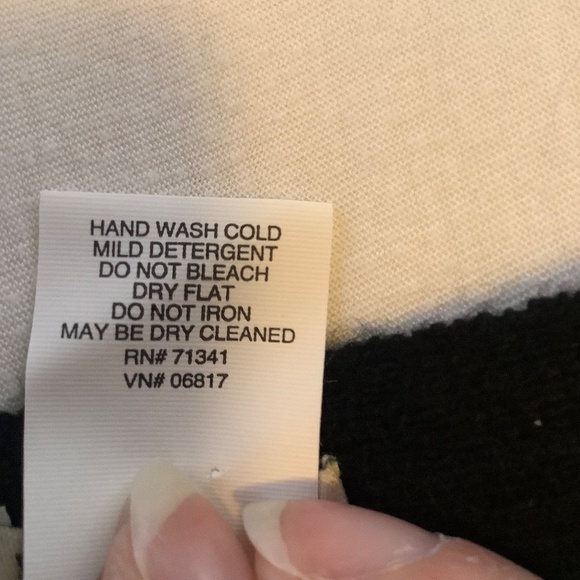 HAND WASH COLD
MILD DETERGENT
DO NOT BLEACH
DRY FLAT
DO NOT IRON
MAY BE DRY CLEANED
RN# 71341
VN# 06817